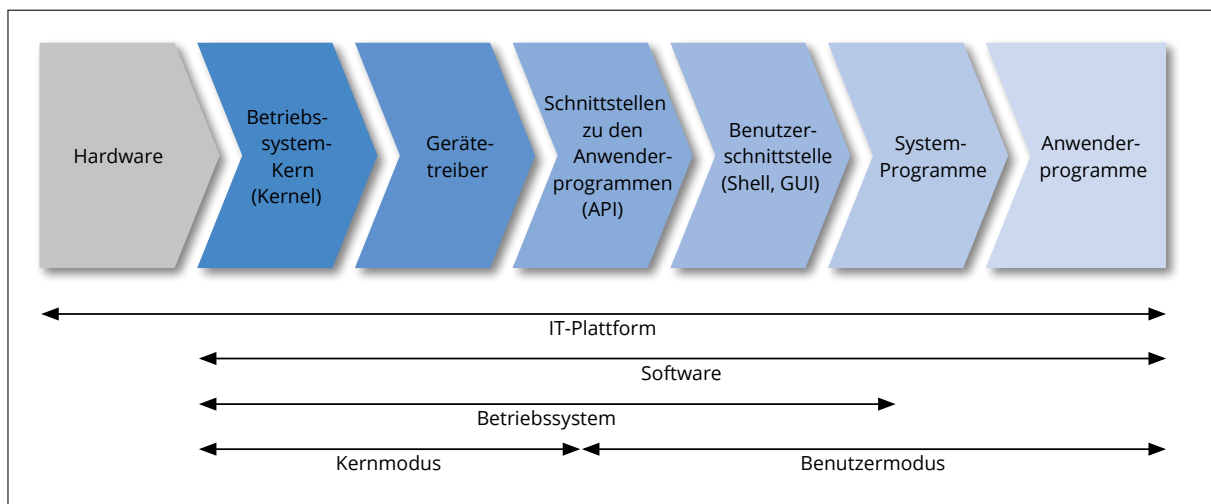 Hardware
Betriebs-
system-
Kern
(Kernel)
Geräte-
treiber
Schnittstellen
zu den
Anwender-
programmen
(API)
Benutzer-
schnittstelle
(Shell, GUI)
System-
Programme
Anwender-
programme
IT-Plattform
Software
Betriebssystem
Kernmodus
Benutzermodus